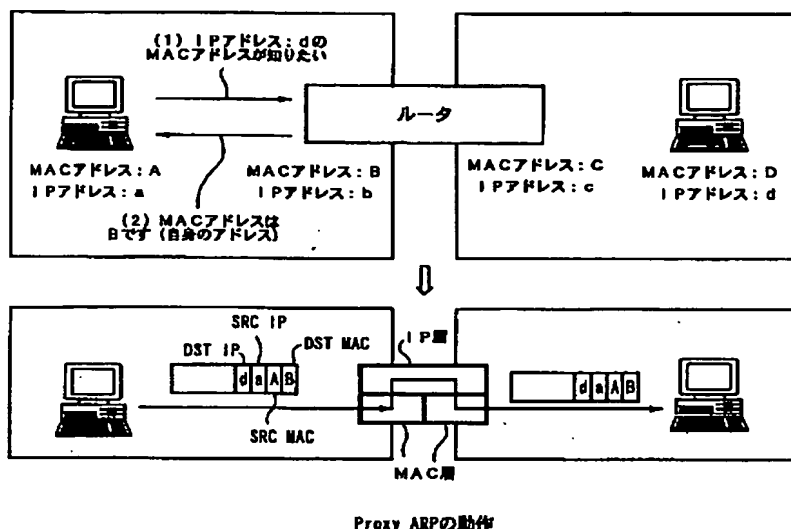 (1) IPアドレス:dの
MACアドレスが知りたい
ルータ
MACアドレス:A
IPアドレス:a
MACアドレス:B
IPアドレス:b
MACアドレス:C
IPアドレス:c
MACアドレス:D
IPアドレス:d
(2) MACアドレスは
Bです(自身のアドレス)
SRC IP
DST IP
DST MAC
IP層
d a A B
d a A B
SRC MAC
MAC層
Proxy ARPの動作